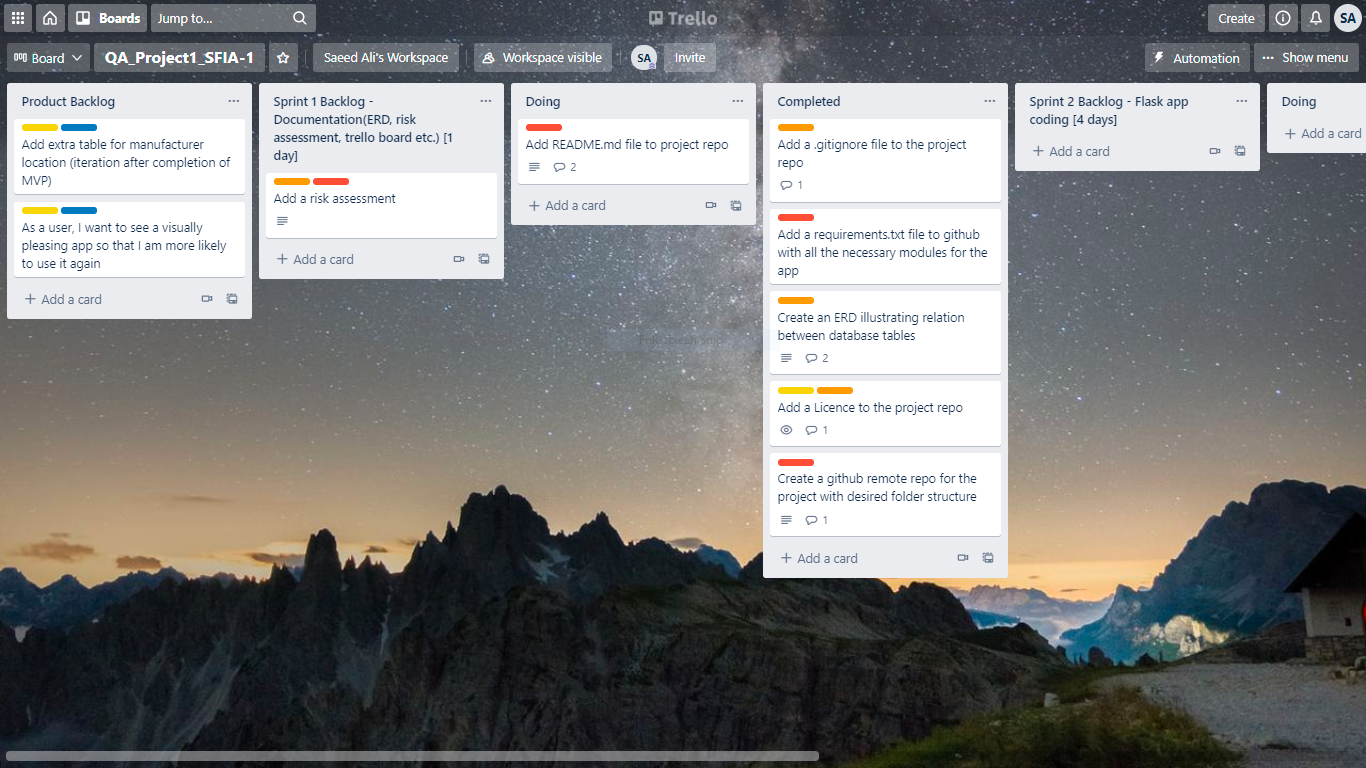 Boards
Jump to...
Trello
Create
SA
Board
QA_Project1_SFIA-1
Saeed Ali's Workspace
Workspace visible
SA
Invite
Automation
Show menu
Product Backlog
Add extra table for manufacturer
location (iteration after completion of
MVP)
As a user, I want to see a visually
pleasing app so that I am more likely
to use it again
Add a card
Sprint 1 Backlog -
Documentation(ERD, risk
assessment, trello board etc.) [1
day]
Add a risk assessment
Add a card
Doing
Add README.md file to project repo
2
Add a card
Completed
Add a .gitignore file to the project
repo
1
Add a requirements.txt file to github
with all the necessary modules for the
app
Create an ERD illustrating relation
between database tables
2
Add a Licence to the project repo
1
Create a github remote repo for the
project with desired folder structure
1
Add a card
Sprint 2 Backlog - Flask app
coding [4 days]
Add a card
Doing
Add a card